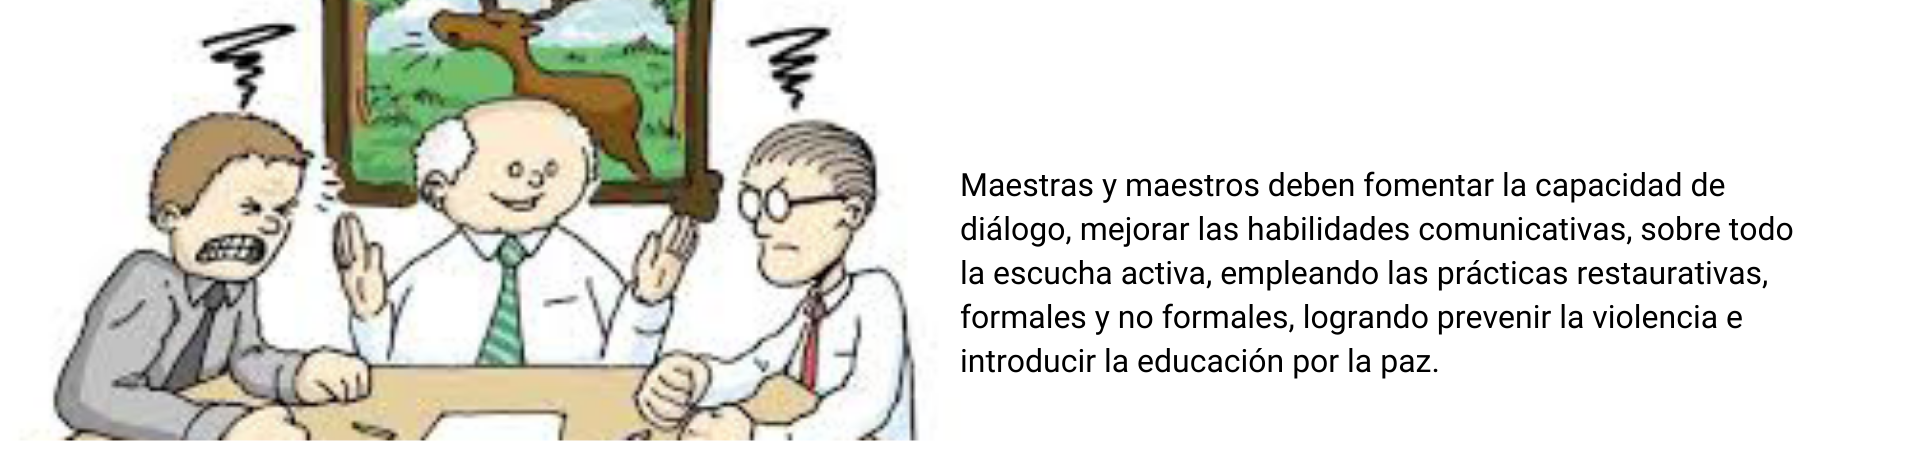 Maestras y maestros deben fomentar la capacidad de
diálogo, mejorar las habilidades comunicativas, sobre todo
la escucha activa, empleando las prácticas restaurativas,
formales y no formales, logrando prevenir la violencia e
introducir la educación por la paz.